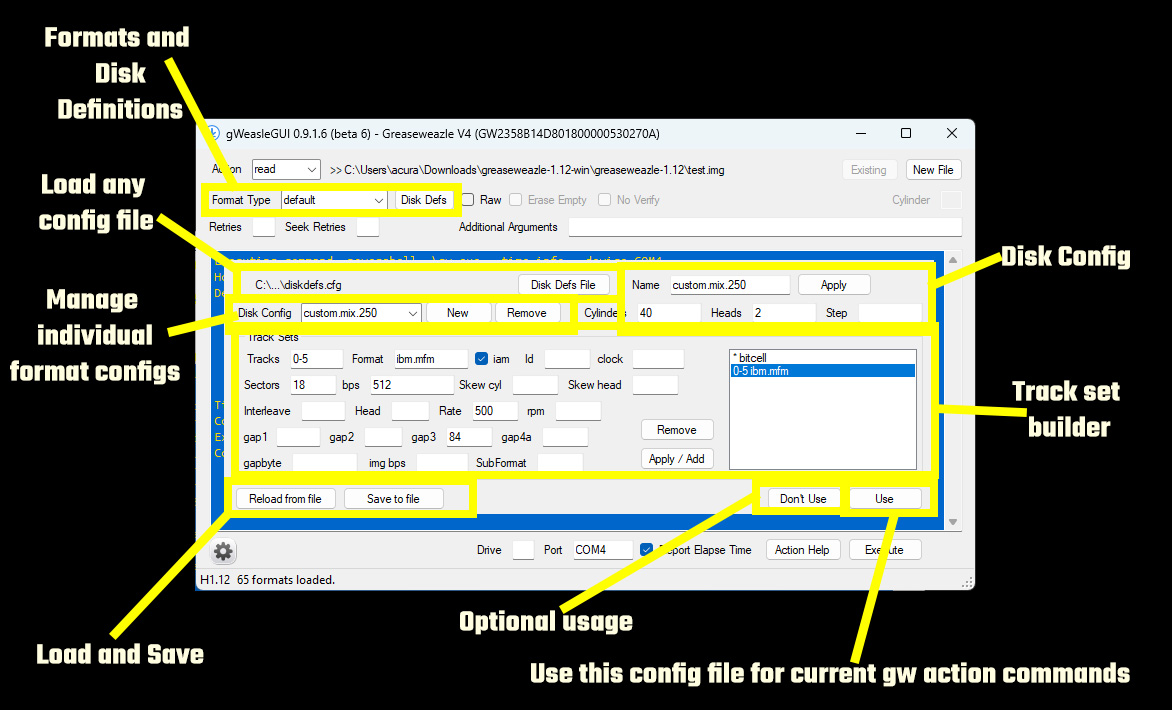 Formats and
Disk
Definitions
gWeasleGUI 0.9.1.6 (beta 6) - Greaseweazle V4 (GW2358B14D801800000530270A)
Action read >> C:\Users\acura\Downloads\greaseweazle-1.12-win\greaseweazle-1.12\test.img Existing New File
Load any
config file
Format Type default Disk Defs Raw Erase Empty No Verify Cylinder
Retries Seek Retries Additional Arguments
Disk Config
C:\...\diskdefs.cfg Disk Defs File Name custom.mix.250 Apply
Manage
individual
format configs
Disk Config custom.mix.250 New Remove Cylinders 40 Heads 2 Step
Track Sets
Tracks 0-5 Format ibm.mfm iam Id clock
* bitcell
0-5 ibm.mfm
Sectors 18 bps 512 Skew cyl Skew head
Track set
builder
Interleave Head Rate 500 rpm
gap1 gap2 gap3 84 gap4a Remove
gapbyte img bps SubFormat Apply / Add
Reload from file Save to file Don't Use Use
Drive Port COM4 Report Elapse Time Action Help Execute
H1.12 65 formats loaded.
Optional usage
Load and Save
Use this config file for current gw action commands